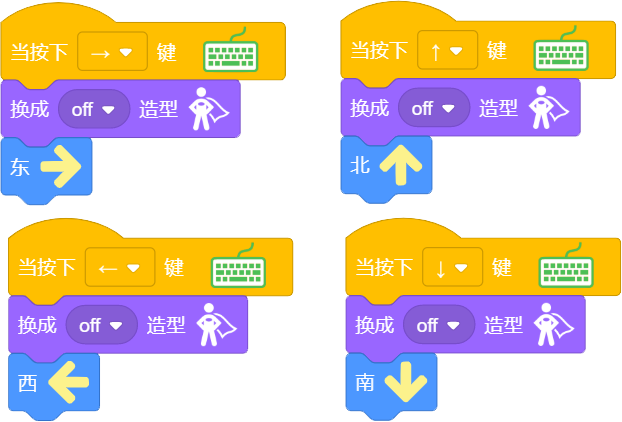 当按下 → 键
换成 off 造型
东
当按下 ↑ 键
换成 off 造型
北
当按下 ← 键
换成 off 造型
西
当按下 ↓ 键
换成 off 造型
南